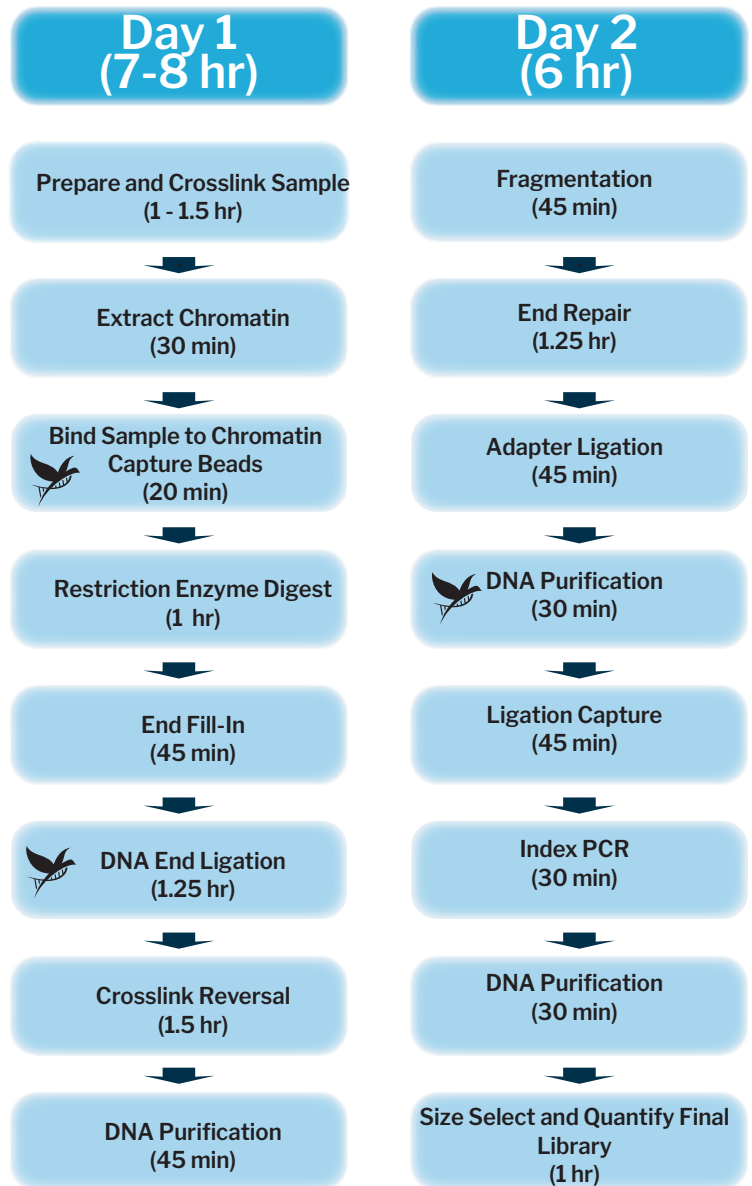 Day 1
(7-8 hr)
Prepare and Crosslink Sample
(1 - 1.5 hr)
Extract Chromatin
(30 min)
Bind Sample to Chromatin
Capture Beads
(20 min)
Restriction Enzyme Digest
(1 hr)
End Fill-In
(45 min)
DNA End Ligation
(1.25 hr)
Crosslink Reversal
(1.5 hr)
DNA Purification
(45 min)
Day 2
(6 hr)
Fragmentation
(45 min)
End Repair
(1.25 hr)
Adapter Ligation
(45 min)
DNA Purification
(30 min)
Ligation Capture
(45 min)
Index PCR
(30 min)
DNA Purification
(30 min)
Size Select and Quantify Final
Library
(1 hr)